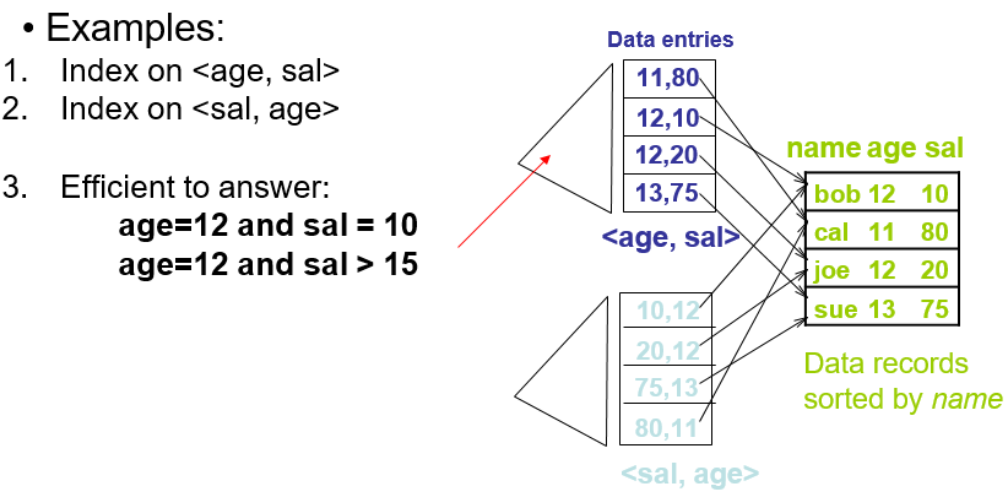 • Examples:
1. Index on <age, sal>
2. Index on <sal, age>
3. Efficient to answer:
age=12 and sal = 10
age=12 and sal > 15
Data entries
11,80
12,10
12,20
13,75
<age, sal>
10,12
20,12
75,13
80,11
<sal, age>
name age sal
bob 12 10
cal 11 80
joe 12 20
sue 13 75
Data records
sorted by name